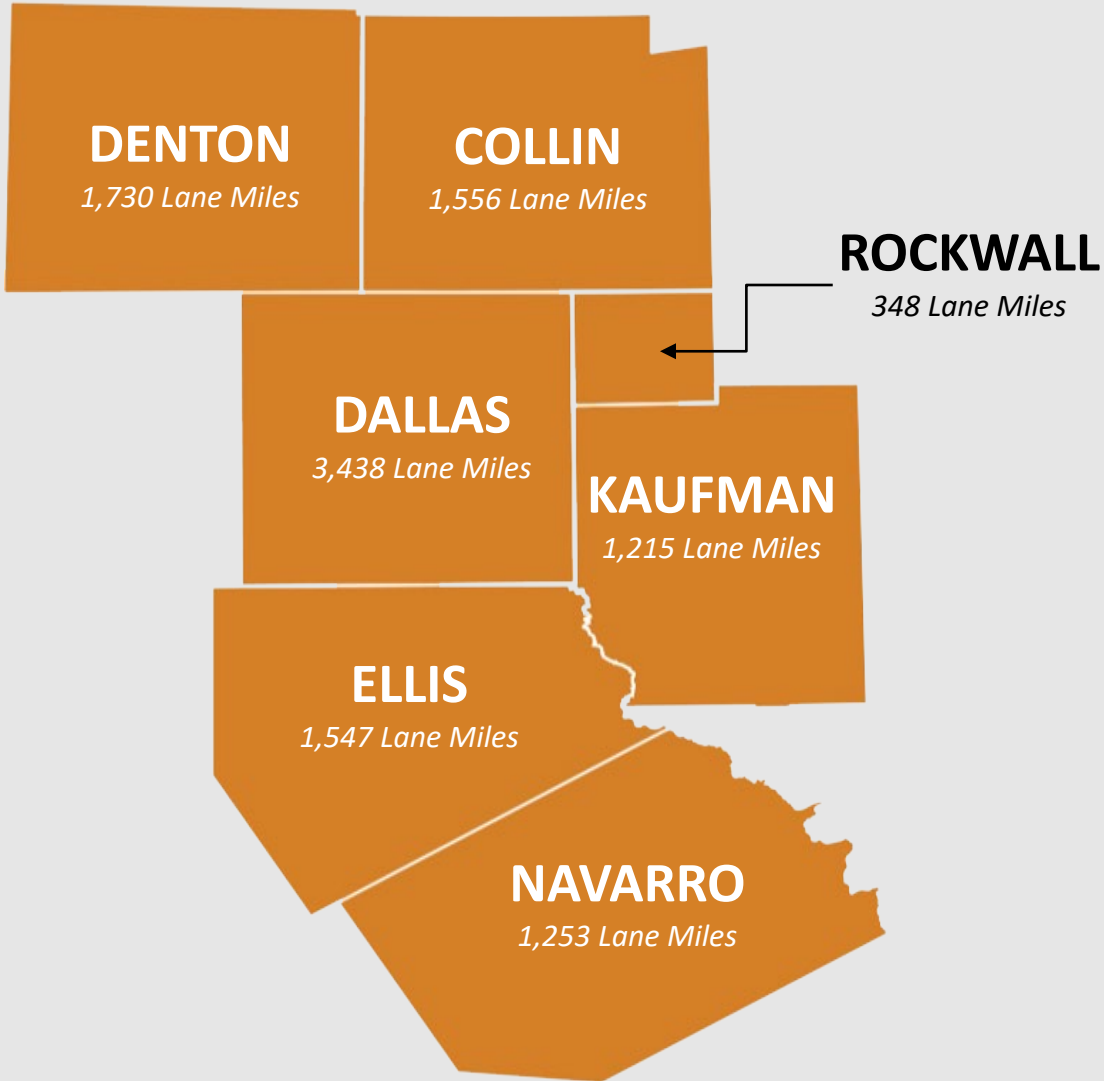 DENTON
1,730 Lane Miles
COLLIN
1,556 Lane Miles
ROCKWALL
348 Lane Miles
DALLAS
3,438 Lane Miles
KAUFMAN
1,215 Lane Miles
ELLIS
1,547 Lane Miles
NAVARRO
1,253 Lane Miles